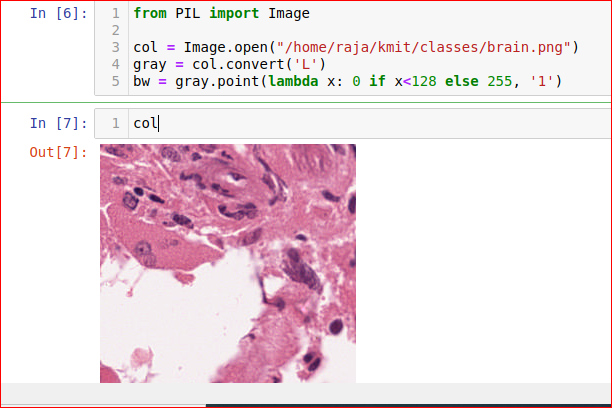 In [6]:
1 from PIL import Image
2
3 col = Image.open("/home/raja/kmit/classes/brain.png")
4 gray = col.convert('L')
5 bw = gray.point(lambda x: 0 if x<128 else 255, '1')
In [7]:
1 col
Out[7]: